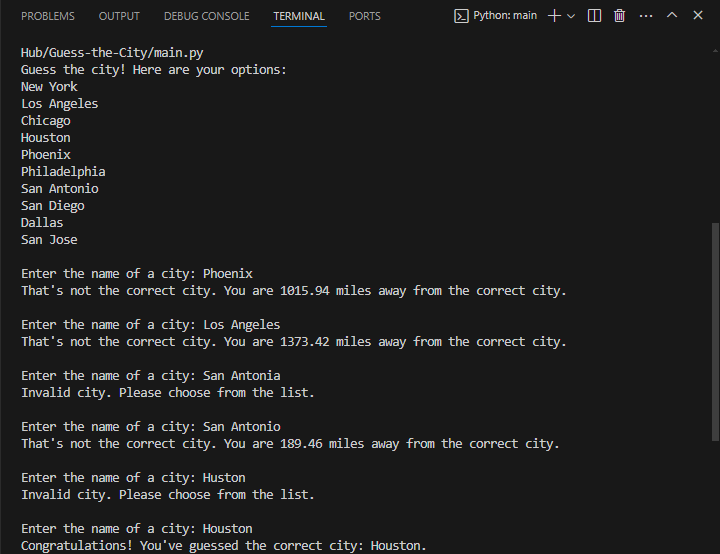 PROBLEMS OUTPUT DEBUG CONSOLE TERMINAL PORTS Python: main
Hub/Guess-the-City/main.py
Guess the city! Here are your options:
New York
Los Angeles
Chicago
Houston
Phoenix
Philadelphia
San Antonio
San Diego
Dallas
San Jose
Enter the name of a city: Phoenix
That's not the correct city. You are 1015.94 miles away from the correct city.
Enter the name of a city: Los Angeles
That's not the correct city. You are 1373.42 miles away from the correct city.
Enter the name of a city: San Antonia
Invalid city. Please choose from the list.
Enter the name of a city: San Antonio
That's not the correct city. You are 189.46 miles away from the correct city.
Enter the name of a city: Huston
Invalid city. Please choose from the list.
Enter the name of a city: Houston
Congratulations! You've guessed the correct city: Houston.